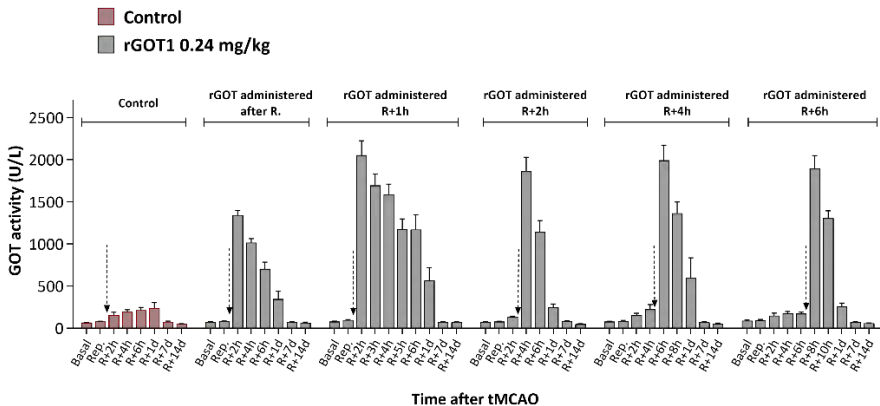 Control
rGOT1 0.24 mg/kg
Control
rGOT administered
after R.
rGOT administered
R+1h
rGOT administered
R+2h
rGOT administered
R+4h
rGOT administered
R+6h
GOT activity (U/L)
2500
2000
1500
1000
500
0
Basal Rep. R+2h R+4h R+6h R+1d R+7d R+14d
Basal Rep. R+2h R+4h R+6h R+1d R+7d R+14d
Basal Rep. R+2h R+3h R+4h R+5h R+6h R+1d R+7d R+14d
Basal Rep. R+2h R+4h R+6h R+1d R+7d R+14d
Basal Rep. R+2h R+4h R+6h R+8h R+1d R+7d R+14d
Basal Rep. R+2h R+4h R+6h R+8h R+10h R+1d R+7d R+14d
Time after tMCAO